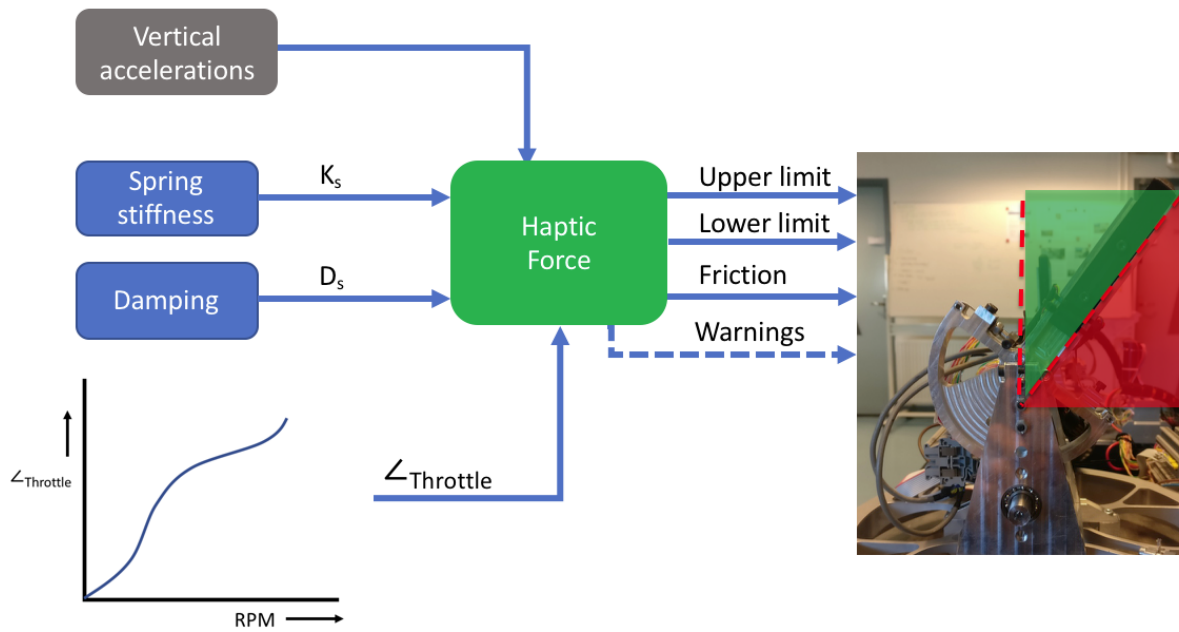 Vertical
accelerations
Spring
stiffness
Kₛ
Damping
Dₛ
Haptic
Force
Upper limit
Lower limit
Friction
Warnings
∠Throttle
∠Throttle
RPM